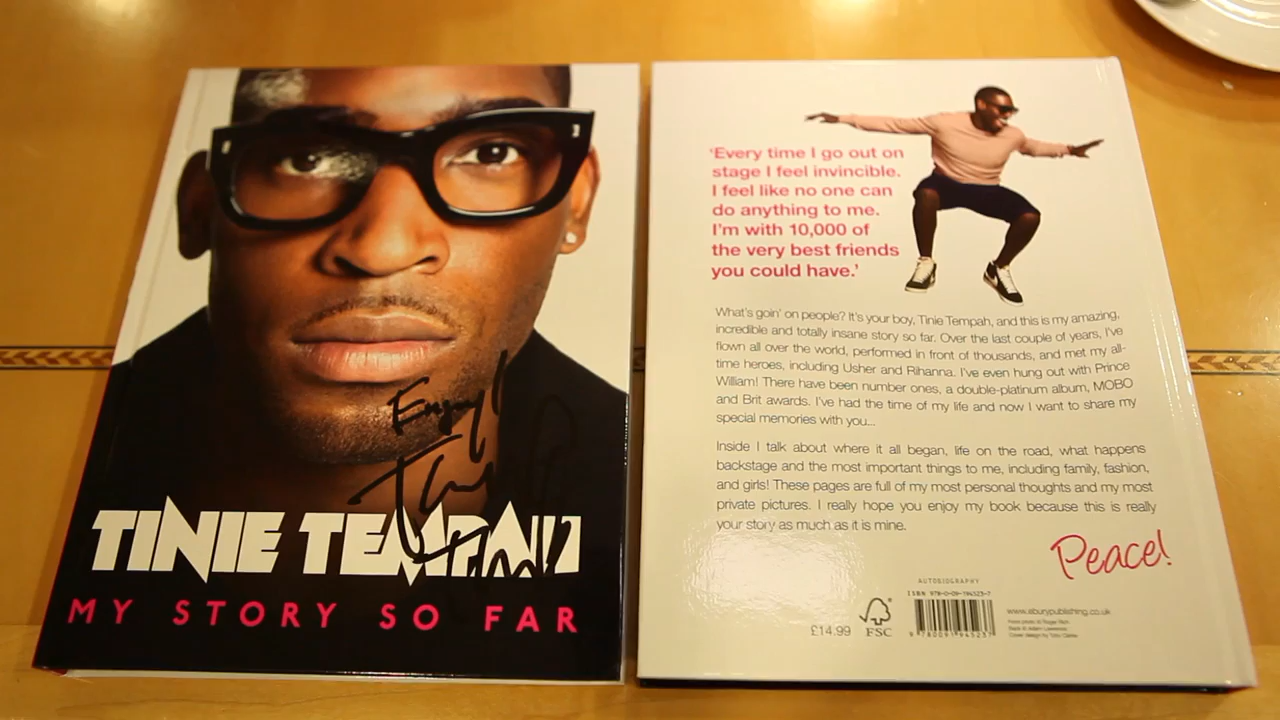 Enjoy!
TINIE TEMPAH
MY STORY SO FAR
‘Every time I go out on
stage I feel invincible.
I feel like no one can
do anything to me.
I'm with 10,000 of
the very best friends
you could have.’
What's goin' on people? It's your boy, Tinie Tempah, and this is my amazing,
incredible and totally insane story so far. Over the last couple of years, I've
flown all over the world, performed in front of thousands, and met my all-
time heroes, including Usher and Rihanna. I've even hung out with Prince
William! There have been number ones, a double-platinum album, MOBO
and Brit awards. I've had the time of my life and now I want to share my
special memories with you...
Inside I talk about where it all began, life on the road, what happens
backstage and the most important things to me, including family, fashion,
and girls! These pages are full of my most personal thoughts and my most
private pictures. I really hope you enjoy my book because this is really
your story as much as it is mine.
Peace!
AUTOBIOGRAPHY
ISBN 978-0-09-194523-7
£14.99
FSC
9 780091 945237
www.eburypublishing.co.uk